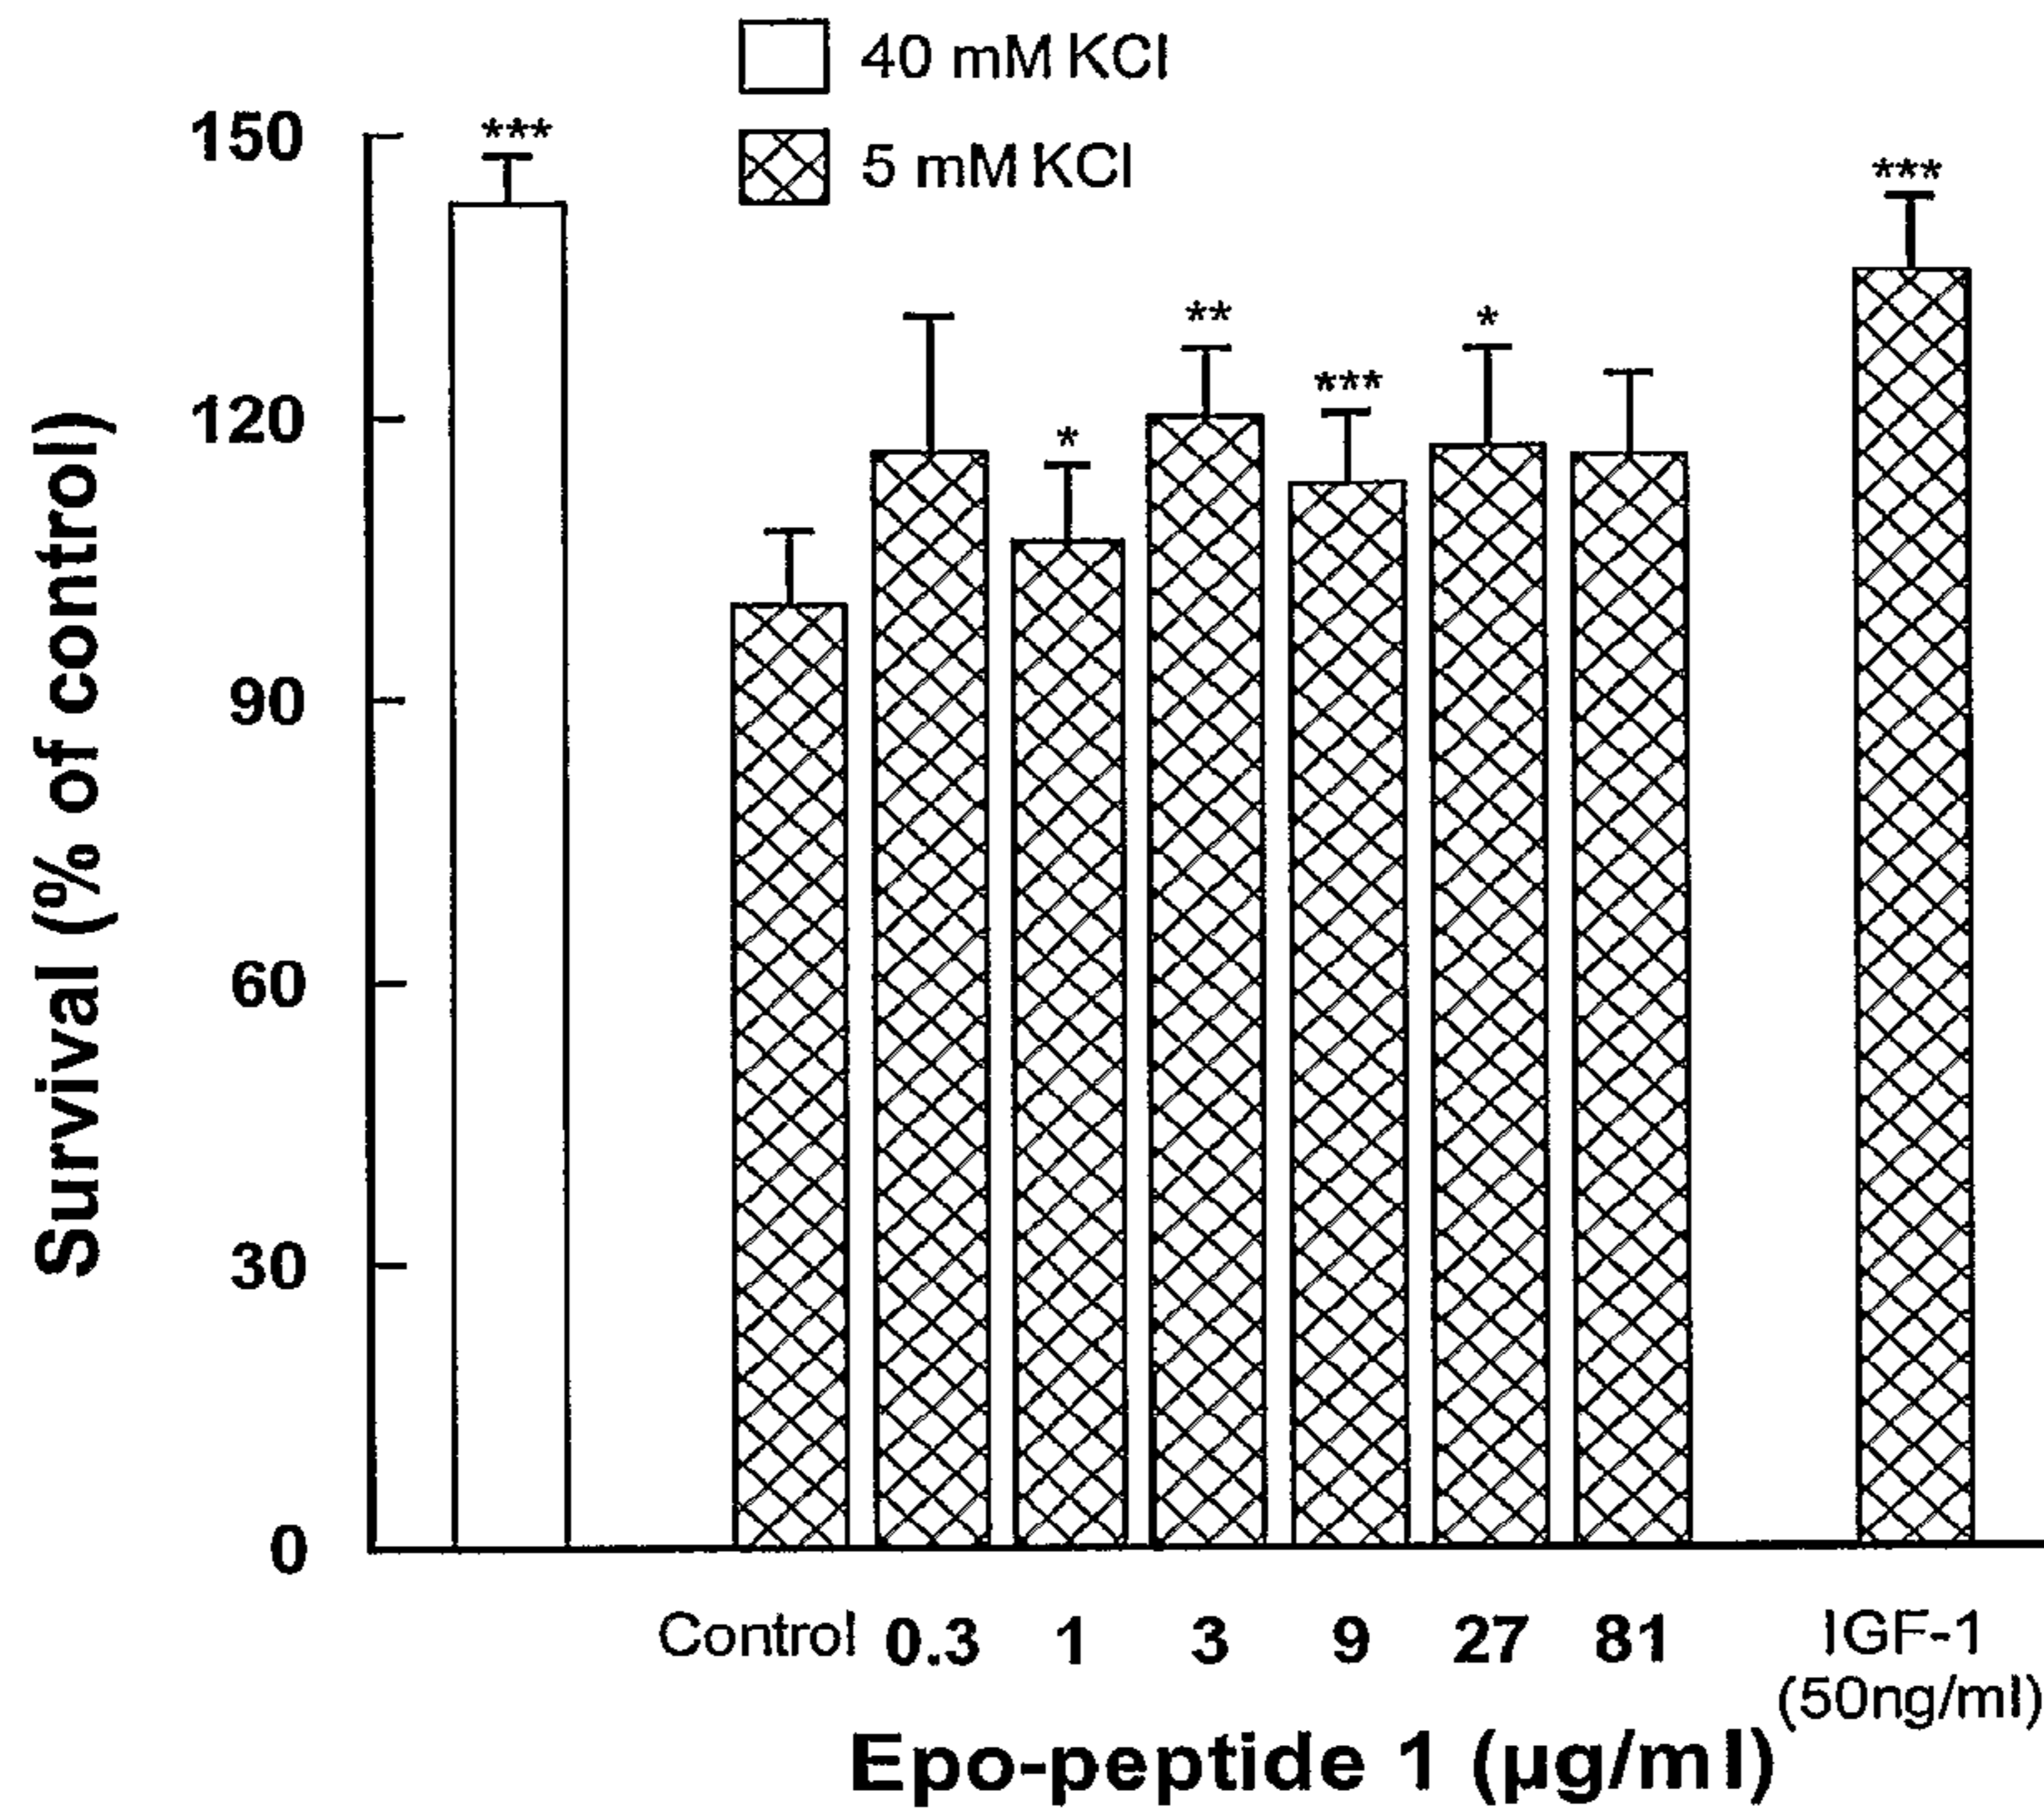 40 mM KCl
5 mM KCl
150
120
90
60
30
0
Survival (% of control)
***
*
**
***
*
***
Control 0.3 1 3 9 27 81 IGF-1
(50ng/ml)
Epo-peptide 1 (µg/ml)